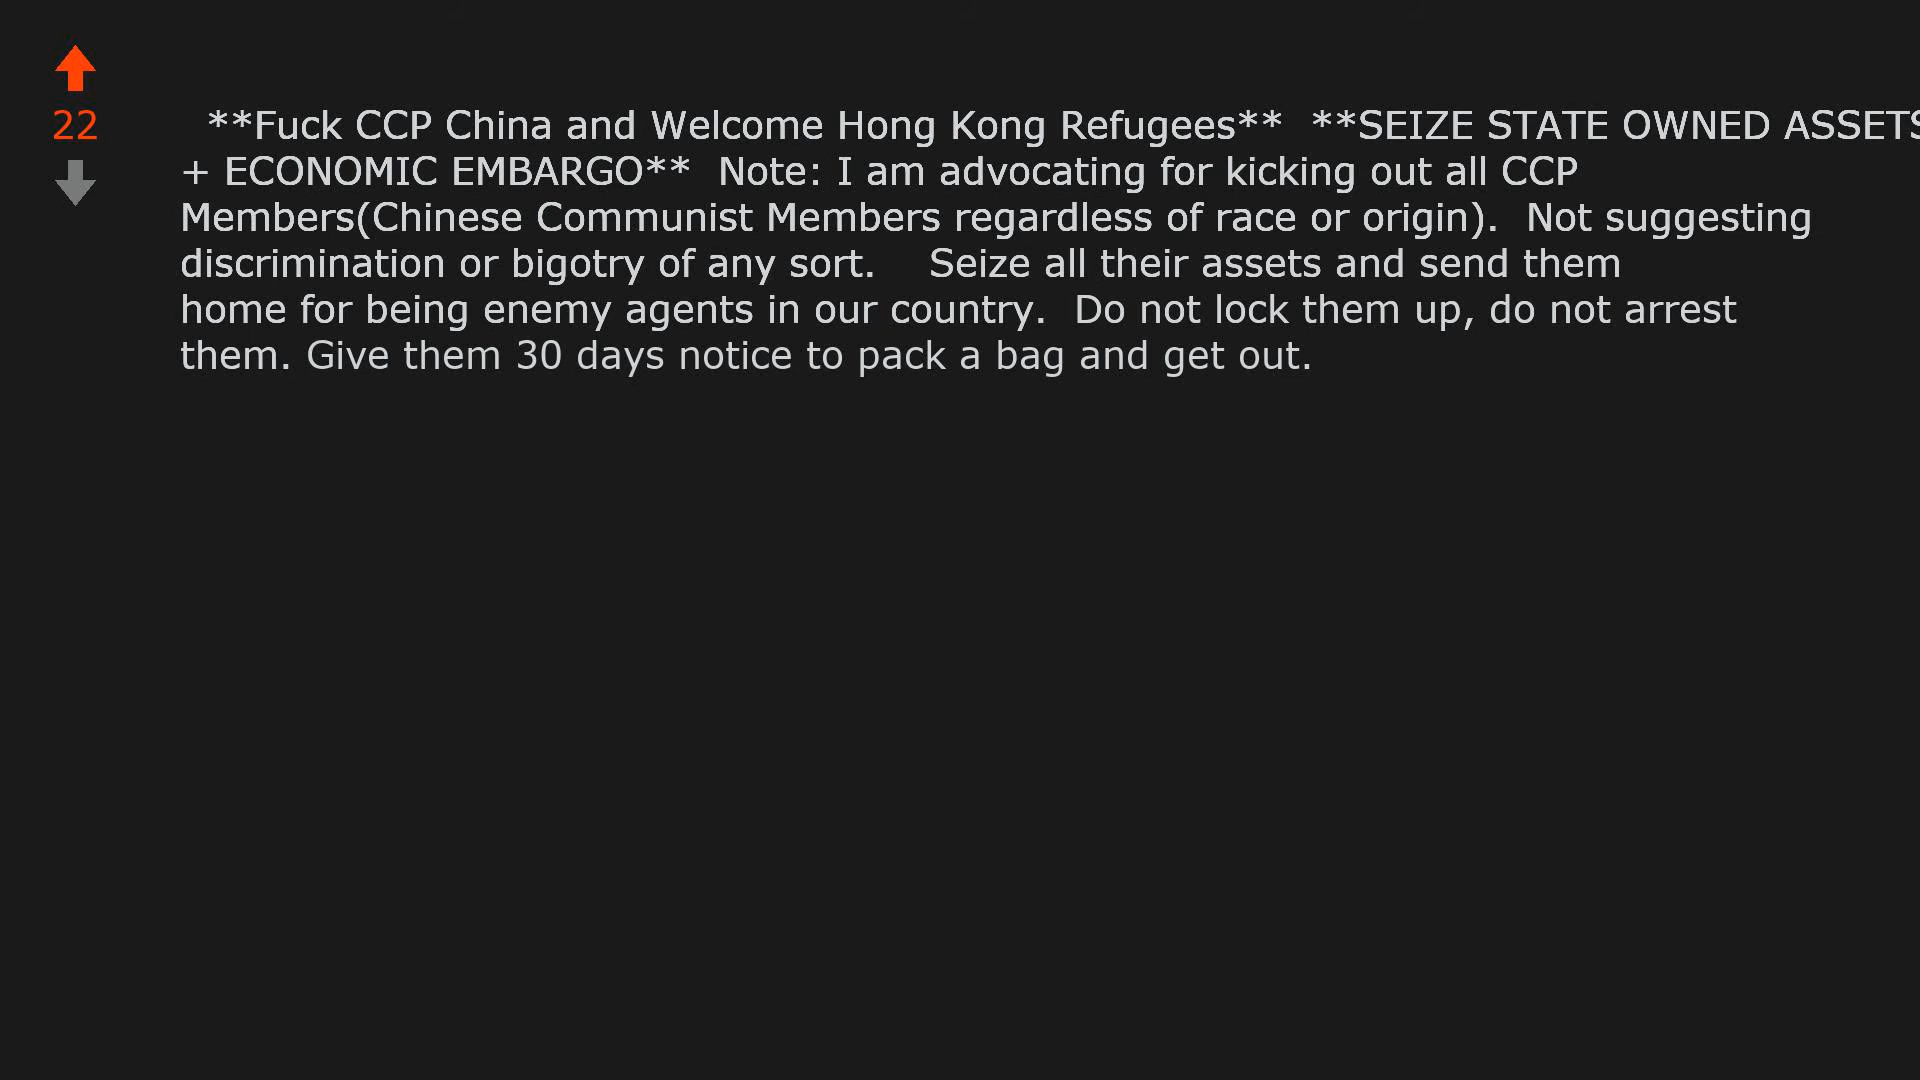 22
**Fuck CCP China and Welcome Hong Kong Refugees**  **SEIZE STATE OWNED ASSETS
+ ECONOMIC EMBARGO**  Note: I am advocating for kicking out all CCP
Members(Chinese Communist Members regardless of race or origin).  Not suggesting
discrimination or bigotry of any sort.    Seize all their assets and send them
home for being enemy agents in our country.  Do not lock them up, do not arrest
them. Give them 30 days notice to pack a bag and get out.